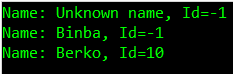 Name: Unknown name, Id=-1
Name: Binba, Id=-1
Name: Berko, Id=10